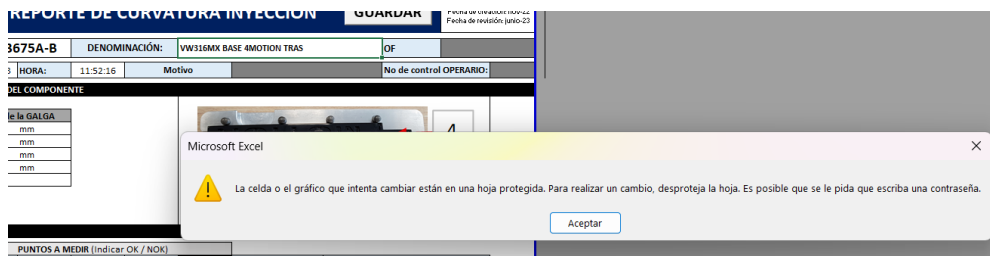 REPORTE DE CURVATURA INYECCIÓN GUARDAR
Fecha de creación: nov-22
Fecha de revisión: junio-23
3675A-B DENOMINACIÓN: VW316MX BASE 4MOTION TRAS OF
HORA: 11:52:16 Motivo No de control OPERARIO:
DEL COMPONENTE
de la GALGA
mm
mm
mm
mm
4
Microsoft Excel
La celda o el gráfico que intenta cambiar están en una hoja protegida. Para realizar un cambio, desproteja la hoja. Es posible que se le pida que escriba una contraseña.
Aceptar
PUNTOS A MEDIR (Indicar OK / NOK)